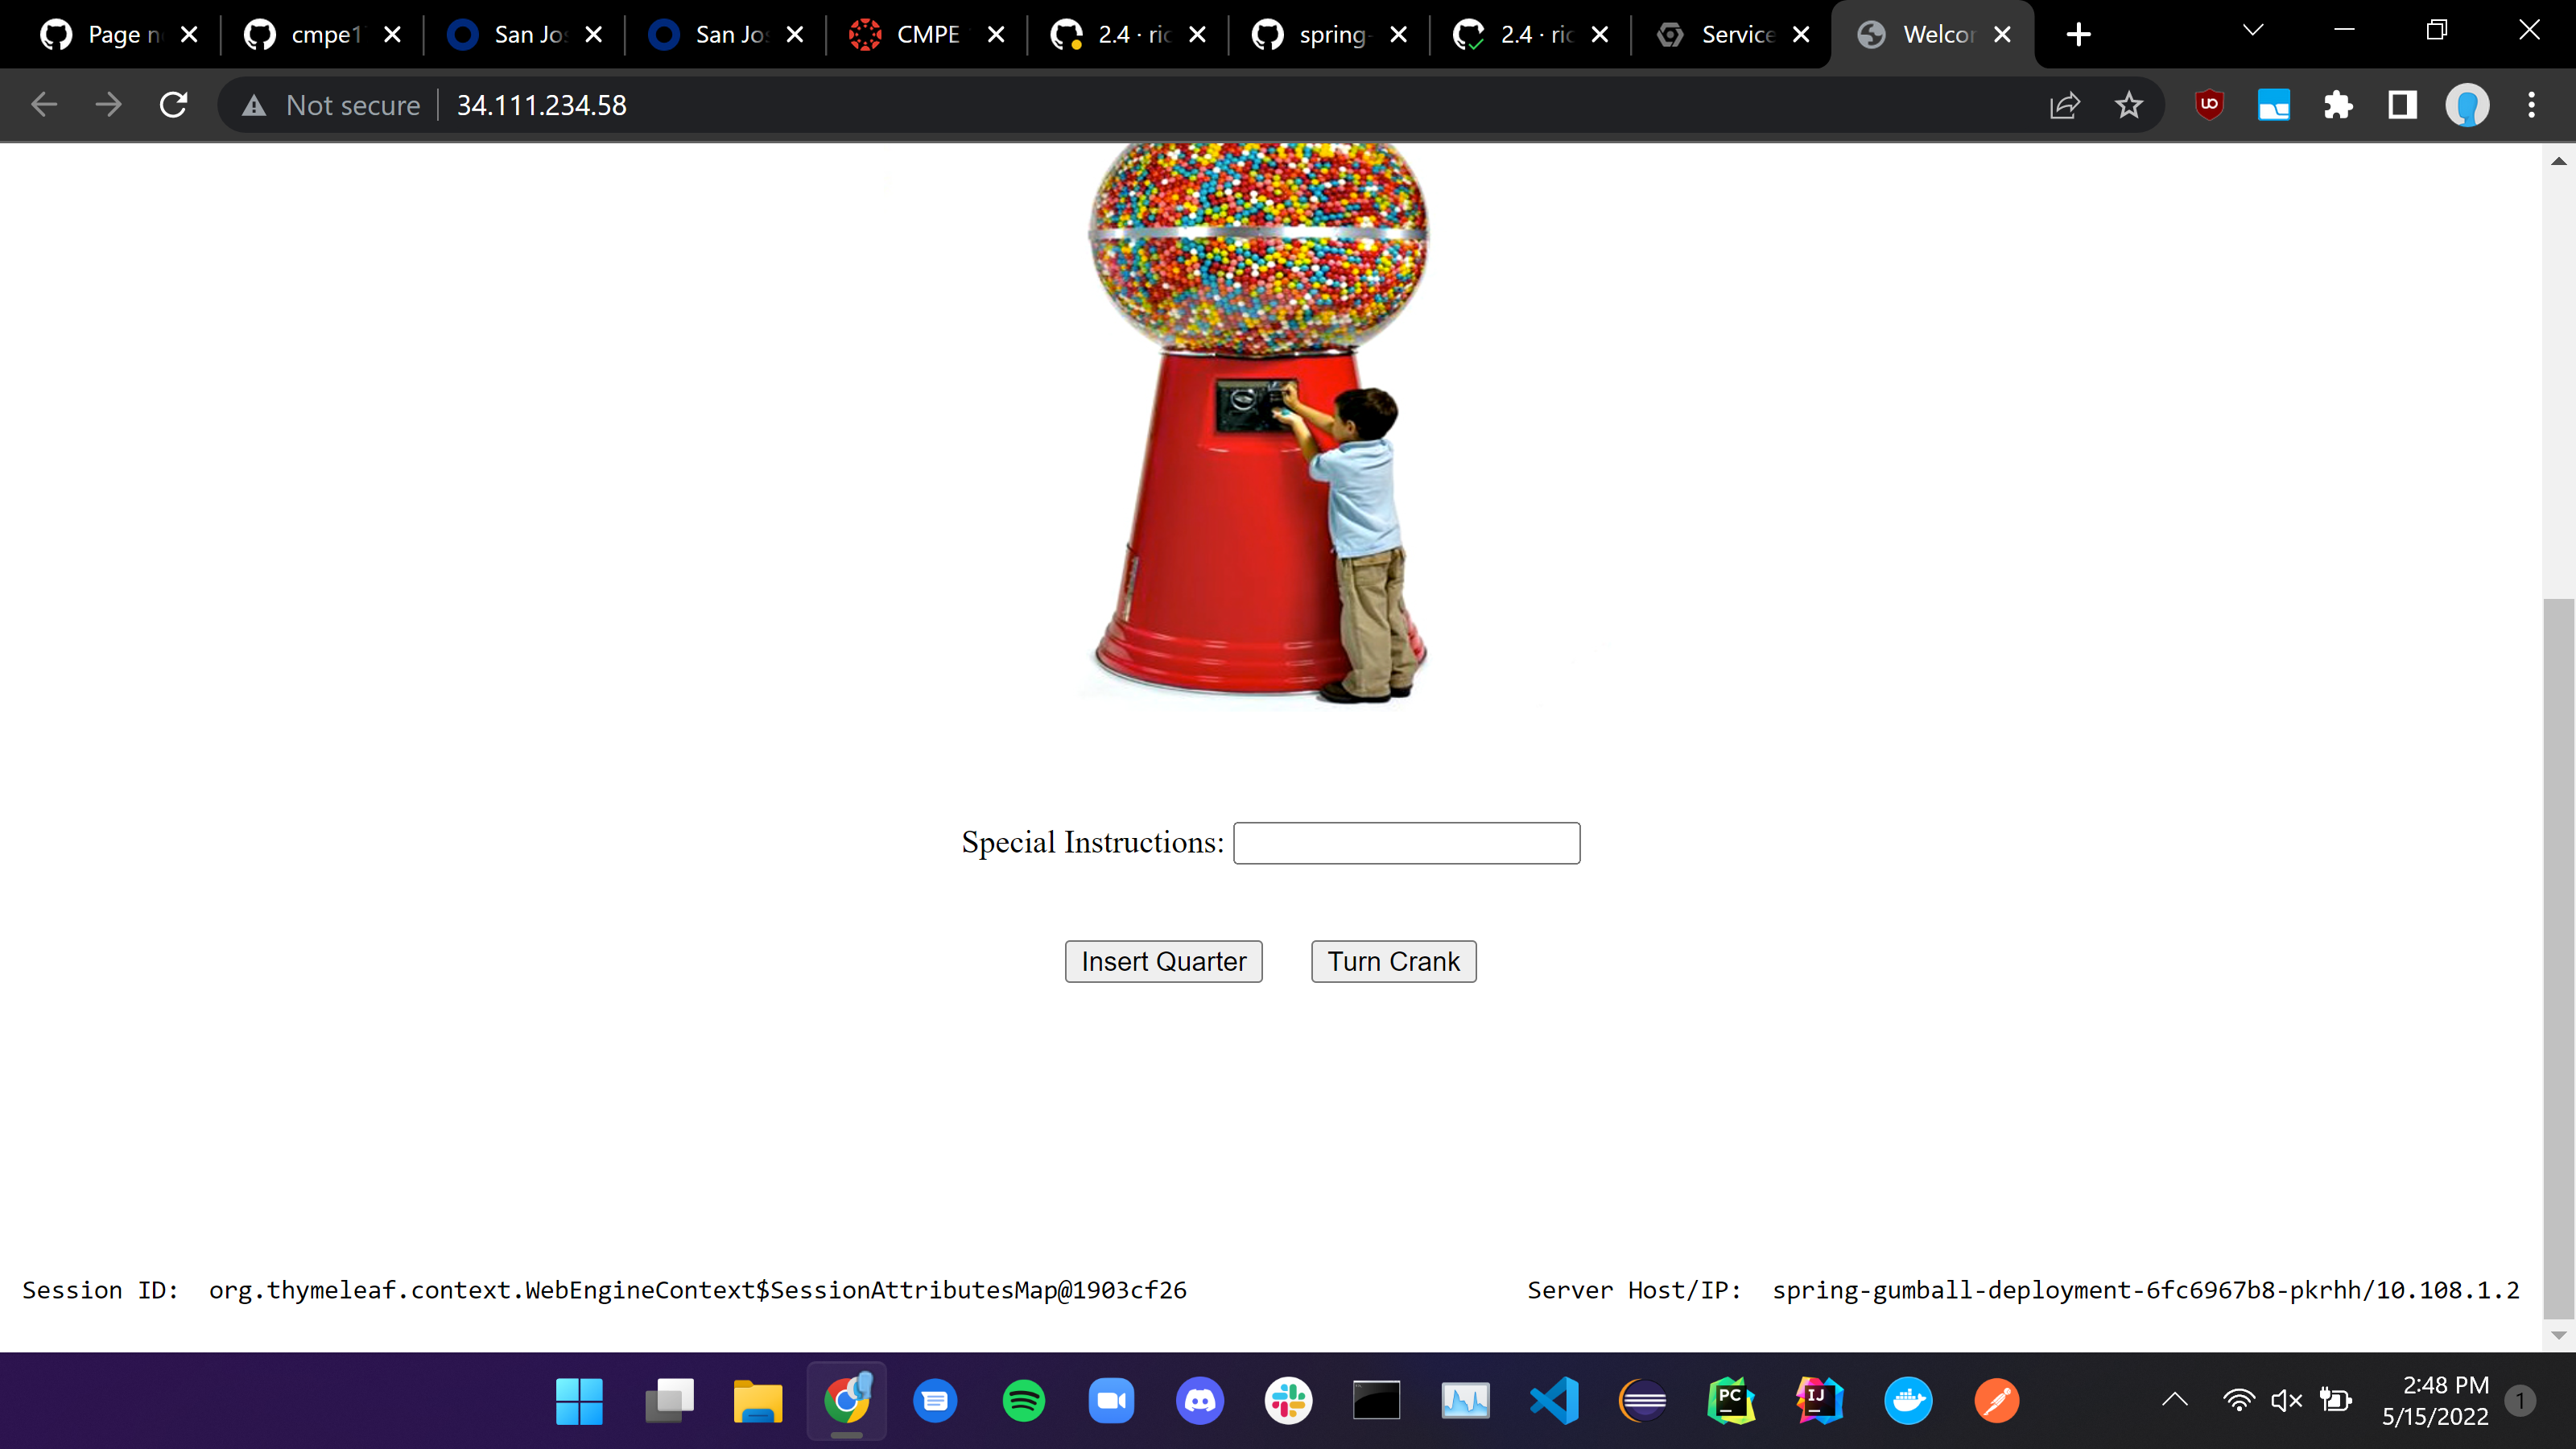 Page n
cmpe1
San Jo
San Jo
CMPE
2.4 · ric
spring-
2.4 · ric
Service
Welcor
Not secure
34.111.234.58
Special Instructions:
Insert Quarter
Turn Crank
Session ID: org.thymeleaf.context.WebEngineContext$SessionAttributesMap@1903cf26
Server Host/IP: spring-gumball-deployment-6fc6967b8-pkrhh/10.108.1.2
PC
IJ
2:48 PM
5/15/2022
1